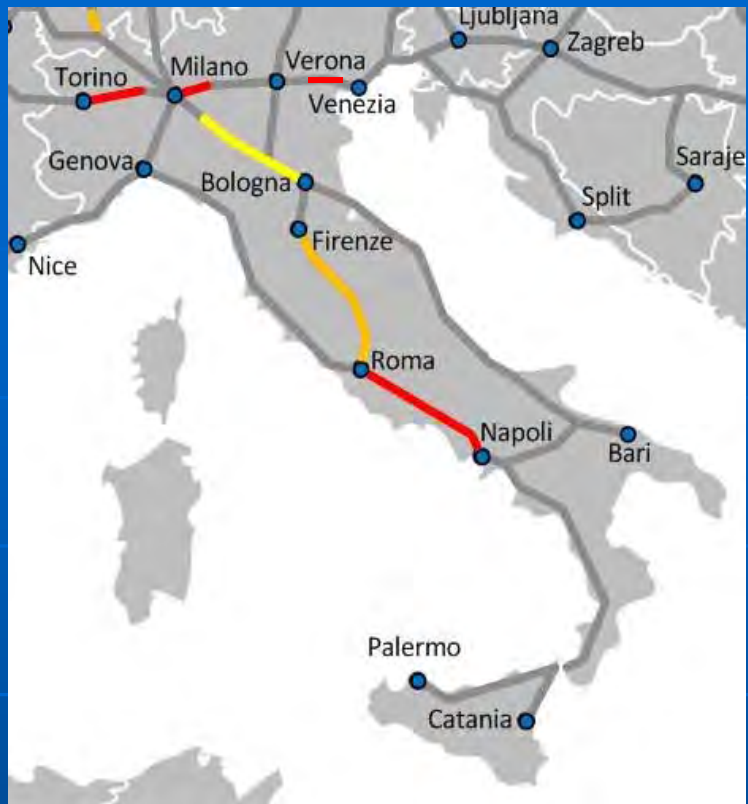 Ljubljana
Zagreb
Verona
Milano
Torino
Venezia
Genova
Saraje
Bologna
Split
Firenze
Nice
Roma
Napoli
Bari
Palermo
Catania